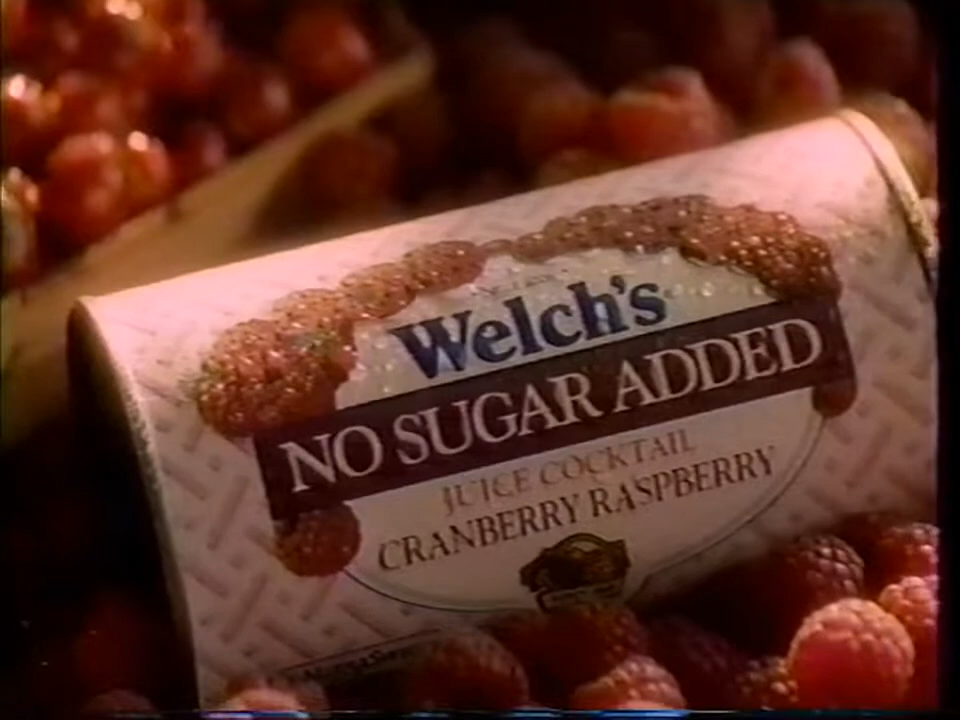 Welch's
NO SUGAR ADDED
JUICE COCKTAIL
CRANBERRY RASPBERRY